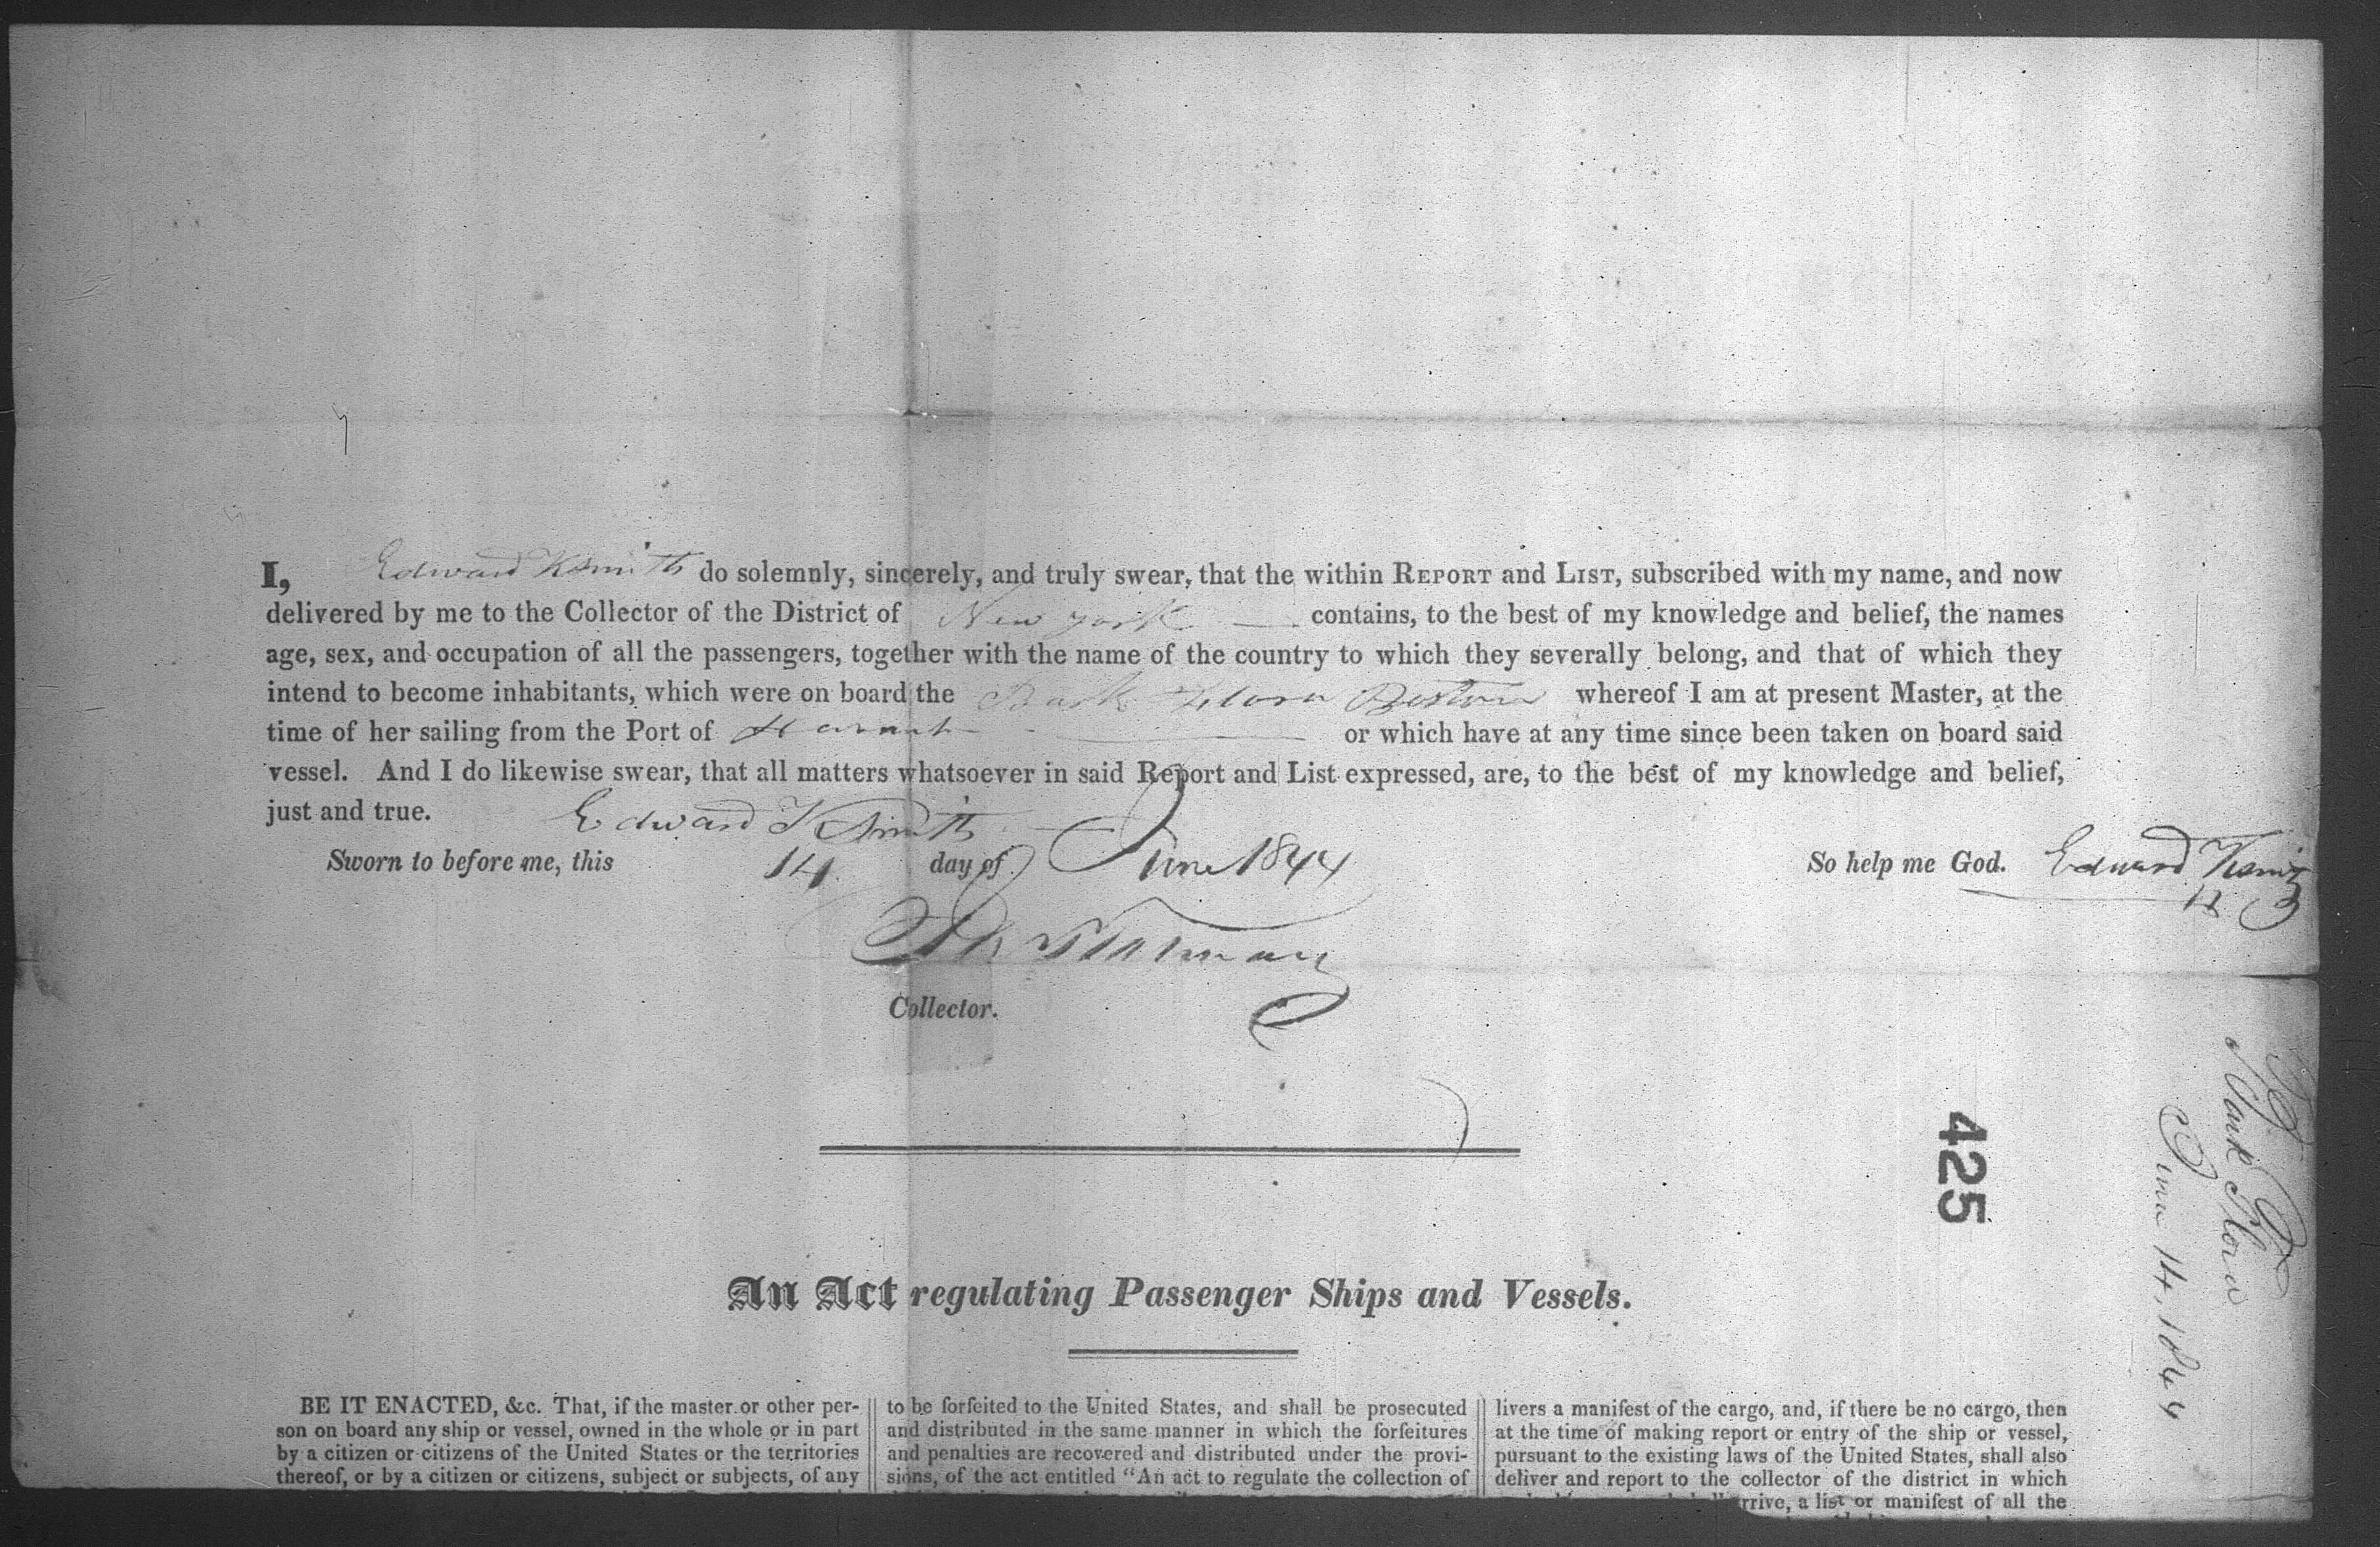 I, Edward K Smith do solemnly, sincerely, and truly swear, that the within REPORT and LIST, subscribed with my name, and now
delivered by me to the Collector of the District of New york contains, to the best of my knowledge and belief, the names
age, sex, and occupation of all the passengers, together with the name of the country to which they severally belong, and that of which they
intend to become inhabitants, which were on board the Bark Flora Boston whereof I am at present Master, at the
time of her sailing from the Port of or which have at any time since been taken on board said
vessel. And I do likewise swear, that all matters whatsoever in said Report and List expressed, are, to the best of my knowledge and belief,
just and true. Edward K Smith
Sworn to before me, this 14 day of June 1844 So help me God. Edward K Smith
Collector.
425
Bark Flora
June 14, 1844
An Act regulating Passenger Ships and Vessels.
BE IT ENACTED, &c. That, if the master or other per-
son on board any ship or vessel, owned in the whole or in part
by a citizen or citizens of the United States or the territories
thereof, or by a citizen or citizens, subject or subjects, of any
to be forfeited to the United States, and shall be prosecuted
and distributed in the same manner in which the forfeitures
and penalties are recovered and distributed under the provi-
sions, of the act entitled "An act to regulate the collection of
livers a manifest of the cargo, and, if there be no cargo, then
at the time of making report or entry of the ship or vessel,
pursuant to the existing laws of the United States, shall also
deliver and report to the collector of the district in which
arrive, a list or manifest of all the